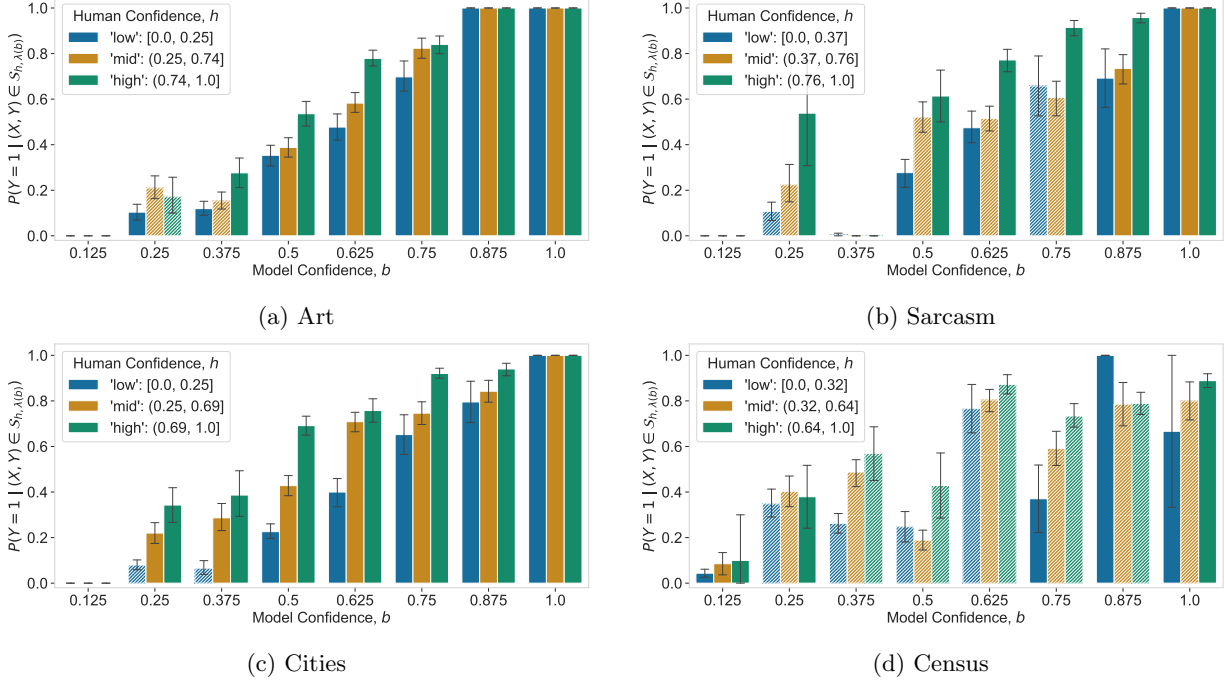 1.0
0.8
0.6
0.4
0.2
0.0
P(Y = 1 | (X, Y) ∈ S_{h, λ(b)})
Human Confidence, h
'low': [0.0, 0.25]
'mid': (0.25, 0.74]
'high': (0.74, 1.0]
0.125 0.25 0.375 0.5 0.625 0.75 0.875 1.0
Model Confidence, b
(a) Art
1.0
0.8
0.6
0.4
0.2
0.0
P(Y = 1 | (X, Y) ∈ S_{h, λ(b)})
Human Confidence, h
'low': [0.0, 0.37]
'mid': (0.37, 0.76]
'high': (0.76, 1.0]
0.125 0.25 0.375 0.5 0.625 0.75 0.875 1.0
Model Confidence, b
(b) Sarcasm
1.0
0.8
0.6
0.4
0.2
0.0
P(Y = 1 | (X, Y) ∈ S_{h, λ(b)})
Human Confidence, h
'low': [0.0, 0.25]
'mid': (0.25, 0.69]
'high': (0.69, 1.0]
0.125 0.25 0.375 0.5 0.625 0.75 0.875 1.0
Model Confidence, b
(c) Cities
1.0
0.8
0.6
0.4
0.2
0.0
P(Y = 1 | (X, Y) ∈ S_{h, λ(b)})
Human Confidence, h
'low': [0.0, 0.32]
'mid': (0.32, 0.64]
'high': (0.64, 1.0]
0.125 0.25 0.375 0.5 0.625 0.75 0.875 1.0
Model Confidence, b
(d) Census